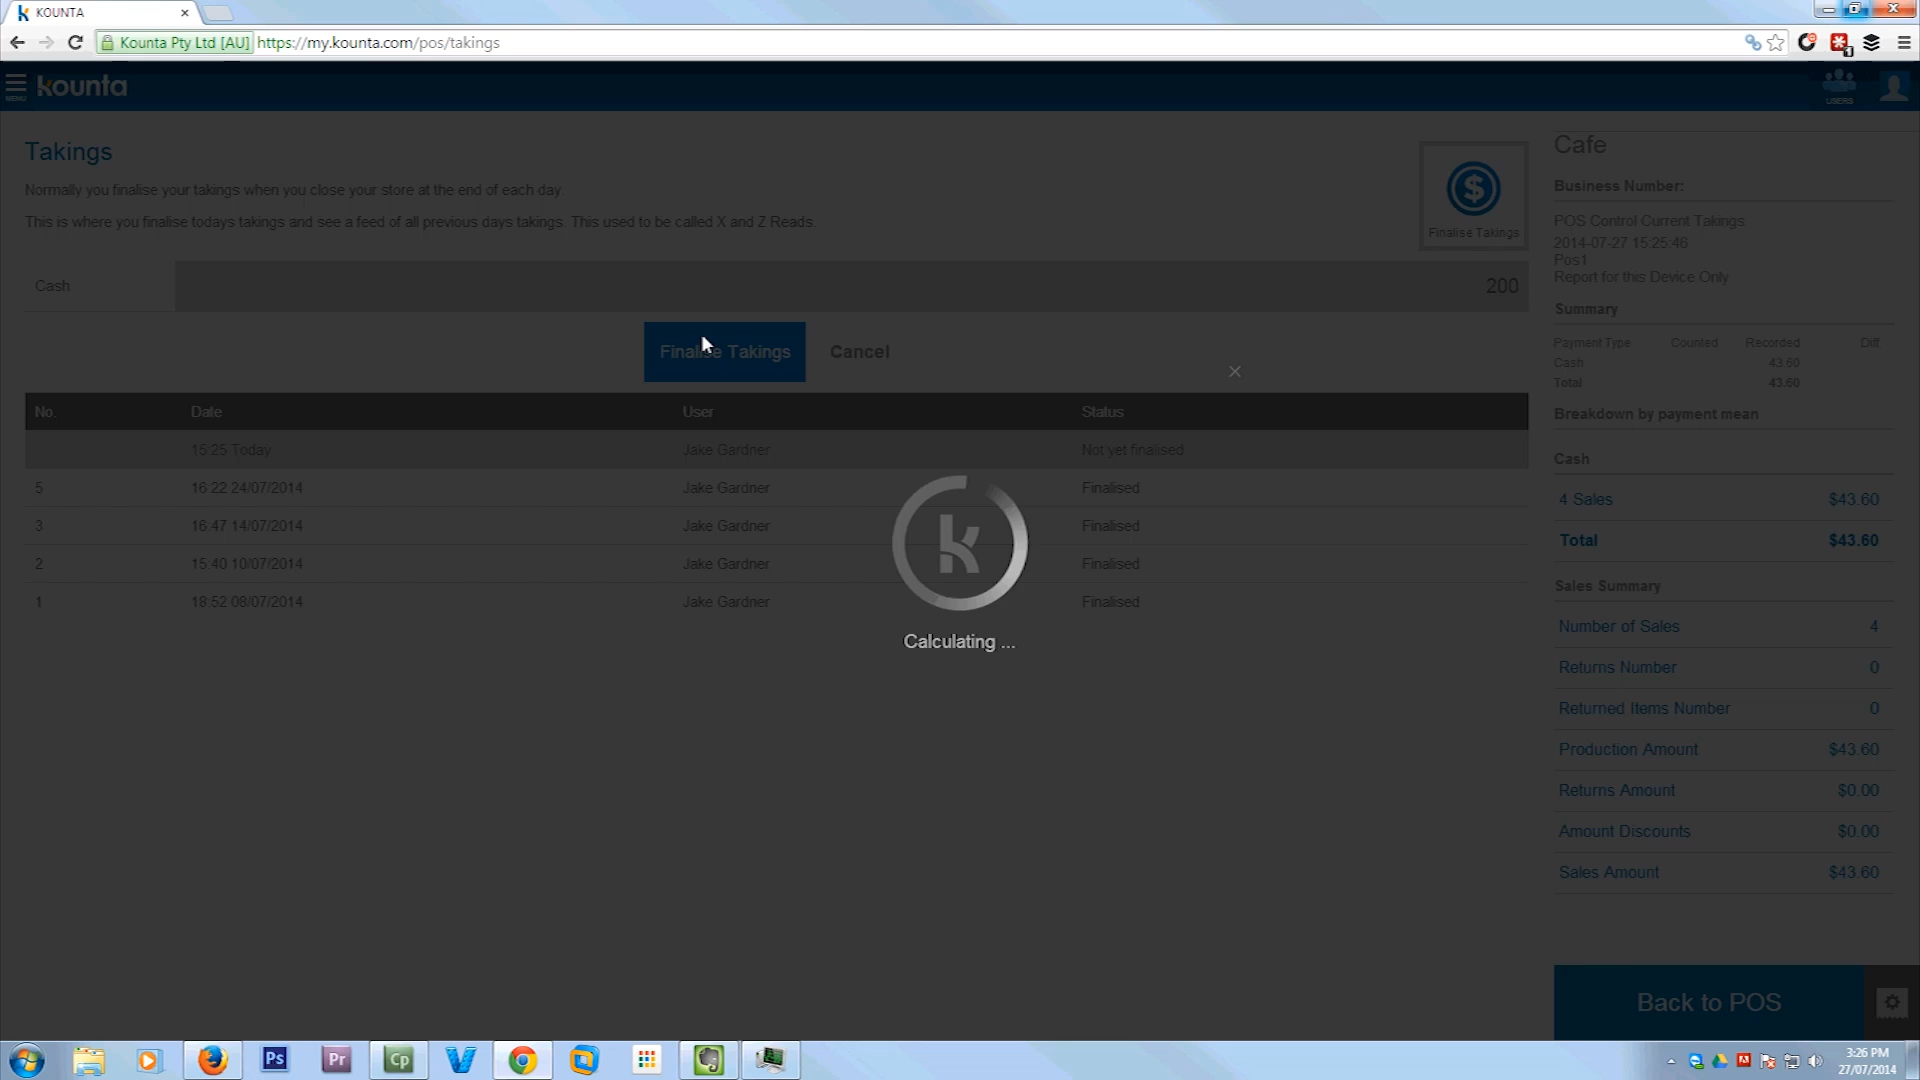 KOUNTA
Kounta Pty Ltd [AU] https://my.kounta.com/pos/takings
MENU
kounta
USERS
Takings
Normally you finalise your takings when you close your store at the end of each day.
This is where you finalise todays takings and see a feed of all previous days takings. This used to be called X and Z Reads.
Finalise Takings
Cash 200
Finalise Takings Cancel
No. Date User Status
15:25 Today Jake Gardner Not yet finalised
5 16:22 24/07/2014 Jake Gardner Finalised
3 16:47 14/07/2014 Jake Gardner Finalised
2 15:40 10/07/2014 Jake Gardner Finalised
1 18:52 08/07/2014 Jake Gardner Finalised
Calculating ...
Cafe
Business Number:
POS Control Current Takings
2014-07-27 15:25:46
Pos1
Report for this Device Only
Summary
Payment Type Counted Recorded Diff
Cash 43.60
Total 43.60
Breakdown by payment mean
Cash
4 Sales $43.60
Total $43.60
Sales Summary
Number of Sales 4
Returns Number 0
Returned Items Number 0
Production Amount $43.60
Returns Amount $0.00
Amount Discounts $0.00
Sales Amount $43.60
Back to POS
Ps Pr Cp
3:26 PM
27/07/2014